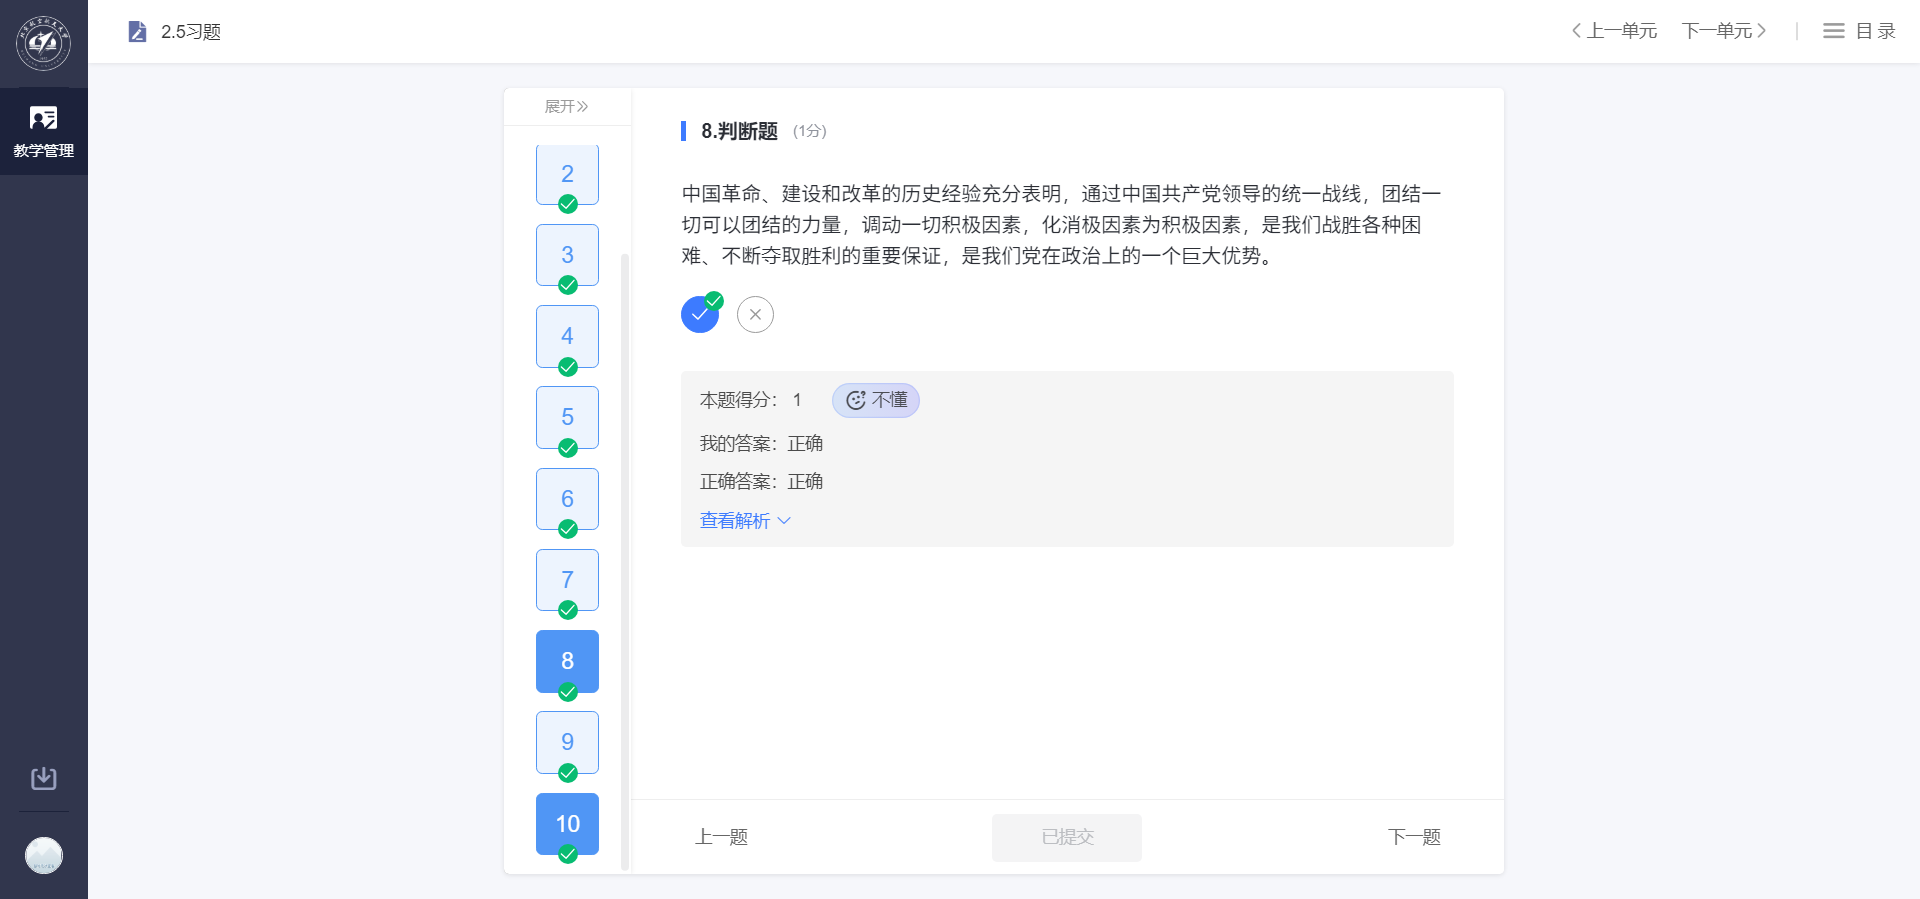 2.5习题
上一单元
下一单元
目录
教学管理
展开
2
3
4
5
6
7
8
9
10
8.判断题 (1分)
中国革命、建设和改革的历史经验充分表明，通过中国共产党领导的统一战线，团结一
切可以团结的力量，调动一切积极因素，化消极因素为积极因素，是我们战胜各种困
难、不断夺取胜利的重要保证，是我们党在政治上的一个巨大优势。
本题得分： 1 不懂
我的答案：正确
正确答案：正确
查看解析
上一题
已提交
下一题